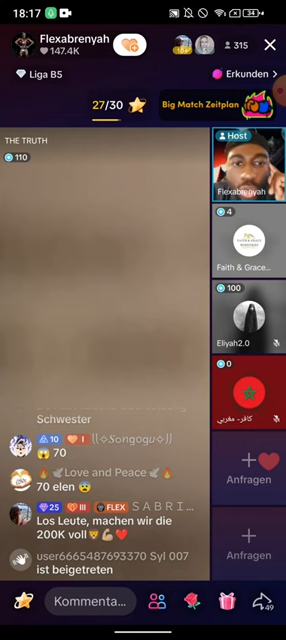 18:17
34
Flexabrenyah
147.4K
315
Liga B5
Erkunden >
27/30
Big Match Zeitplan
THE TRUTH
110
Host
Flexabrenyah
4
Faith & Grace...
100
Eliyah2.0
0
كافر- مغربي
Anfragen
Anfragen
Schwester
10 I 𝑺𝑜𝑛𝑔𝑜𝑔𝑢
😱 70
🔥🕊Love and Peace🕊🔥
70 elen 😨
25 III FLEX S A B R I ...
Los Leute, machen wir die
200K voll🦁💪🏾❤️
user6665487693370 Syl 007
ist beigetreten
Kommenta...
49